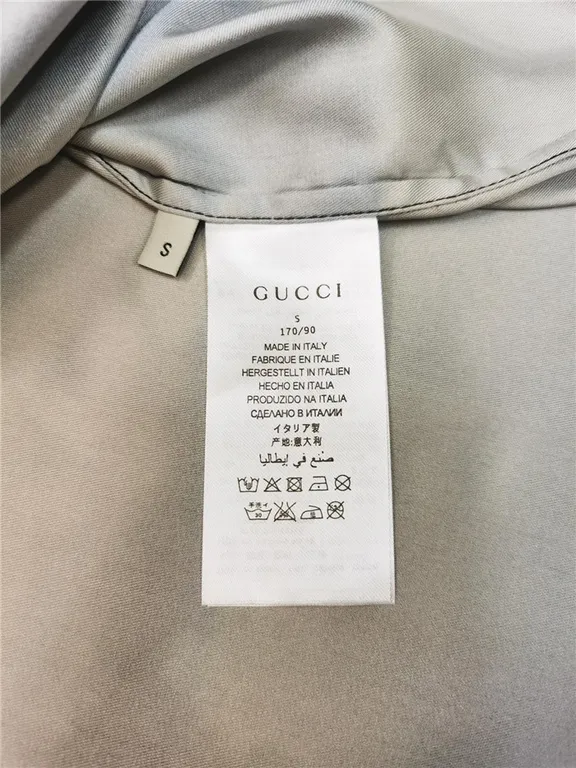 S
GUCCI
S
170/90
MADE IN ITALY
FABRIQUE EN ITALIE
HERGESTELLT IN ITALIEN
HECHO EN ITALIA
PRODUZIDO NA ITALIA
СДЕЛАНО В ИТАЛИИ
イタリア製
产地:意大利
صنع في إيطاليا